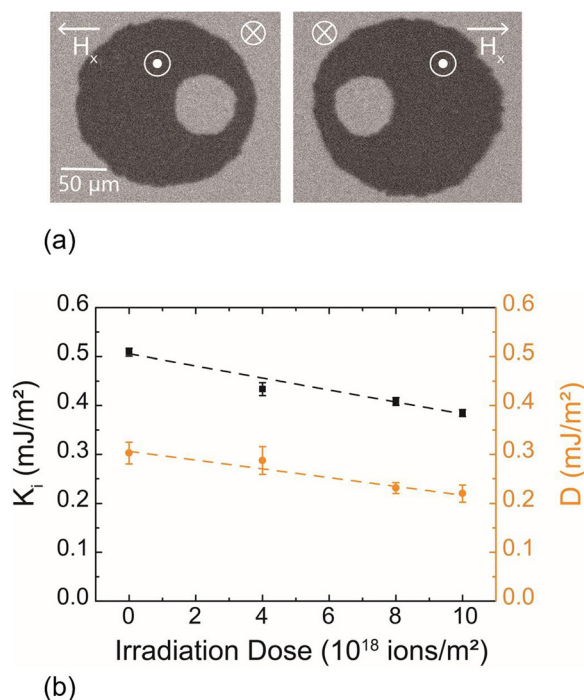 Hₓ
Hₓ
50 µm
(a)
0.6
0.5
0.4
0.3
0.2
0.1
0.0
Kᵢ (mJ/m²)
0.6
0.5
0.4
0.3
0.2
0.1
0.0
D (mJ/m²)
0 2 4 6 8 10
Irradiation Dose (10¹⁸ ions/m²)
(b)